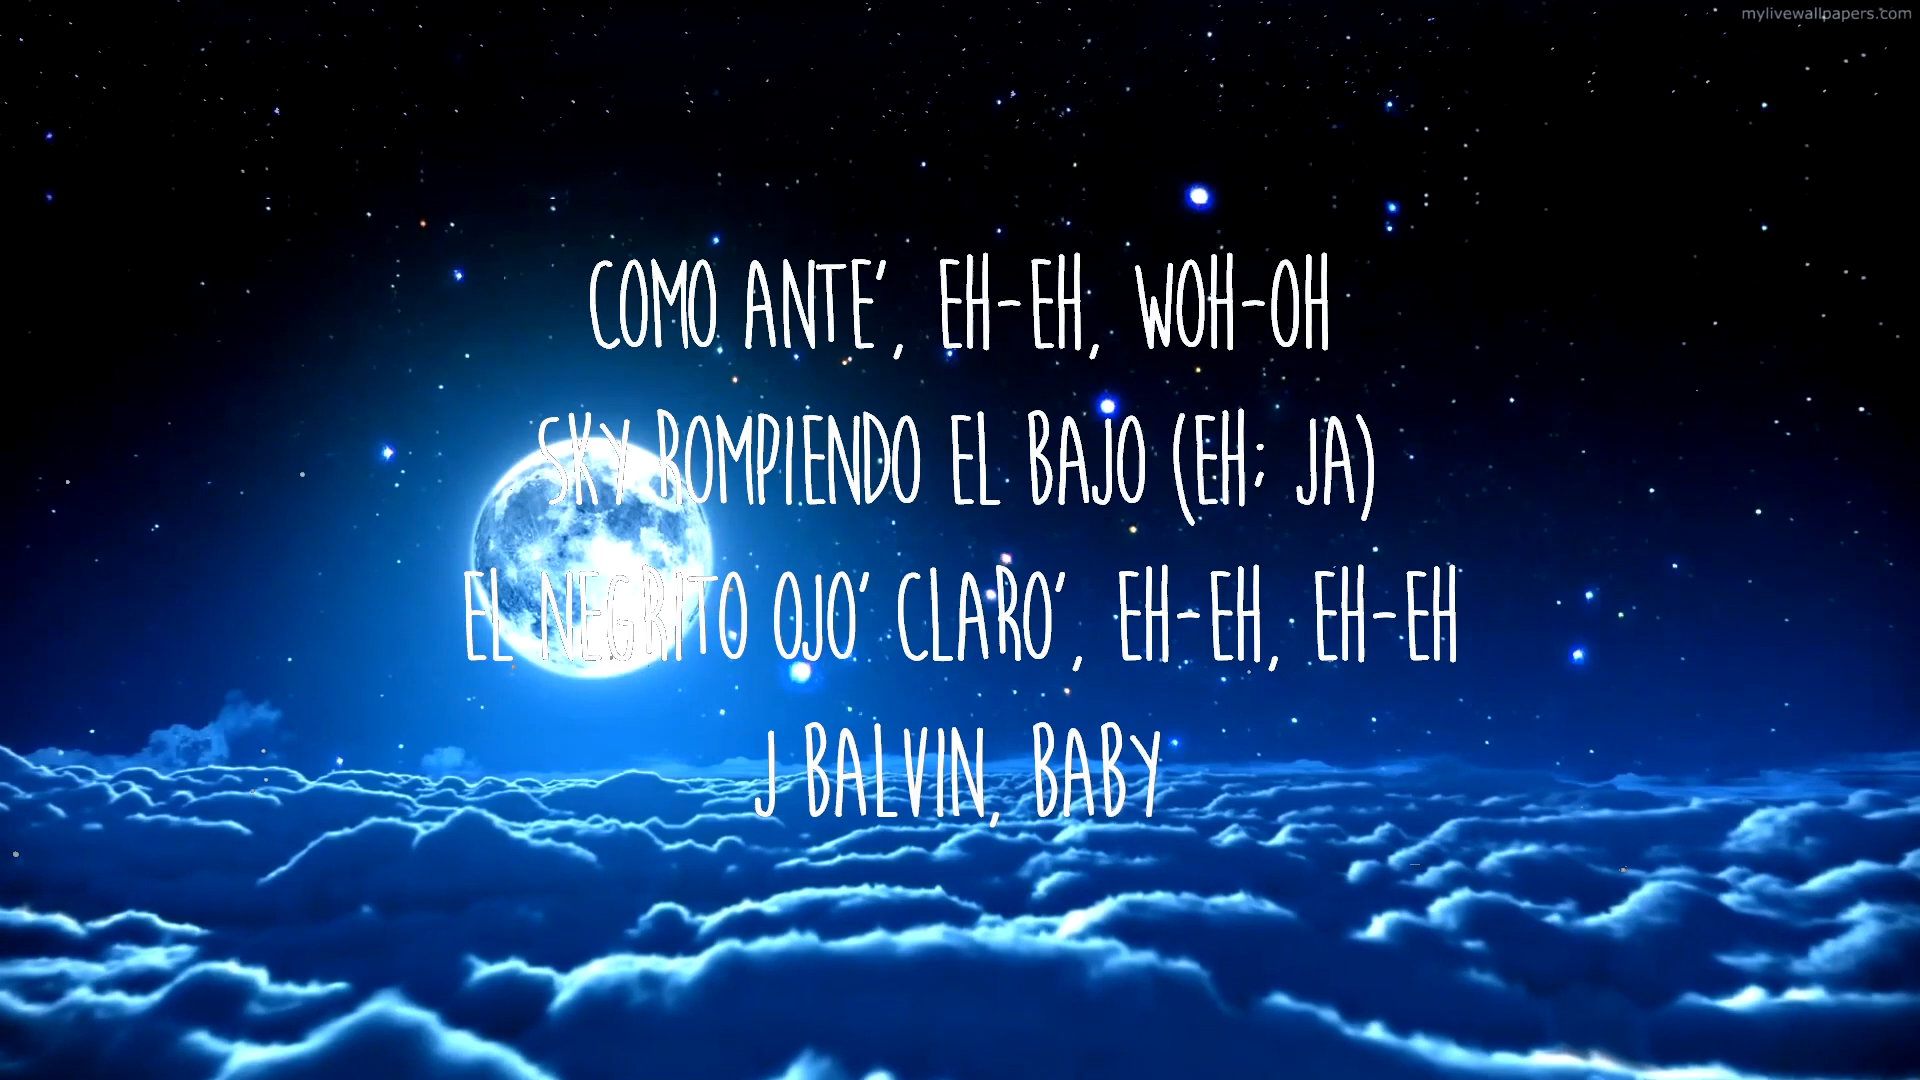 mylivewallpapers.com
COMO ANTE', EH-EH, WOH-OH
SKY ROMPIENDO EL BAJO (EH; JA)
EL NEGRITO OJO' CLARO', EH-EH, EH-EH
J BALVIN, BABY